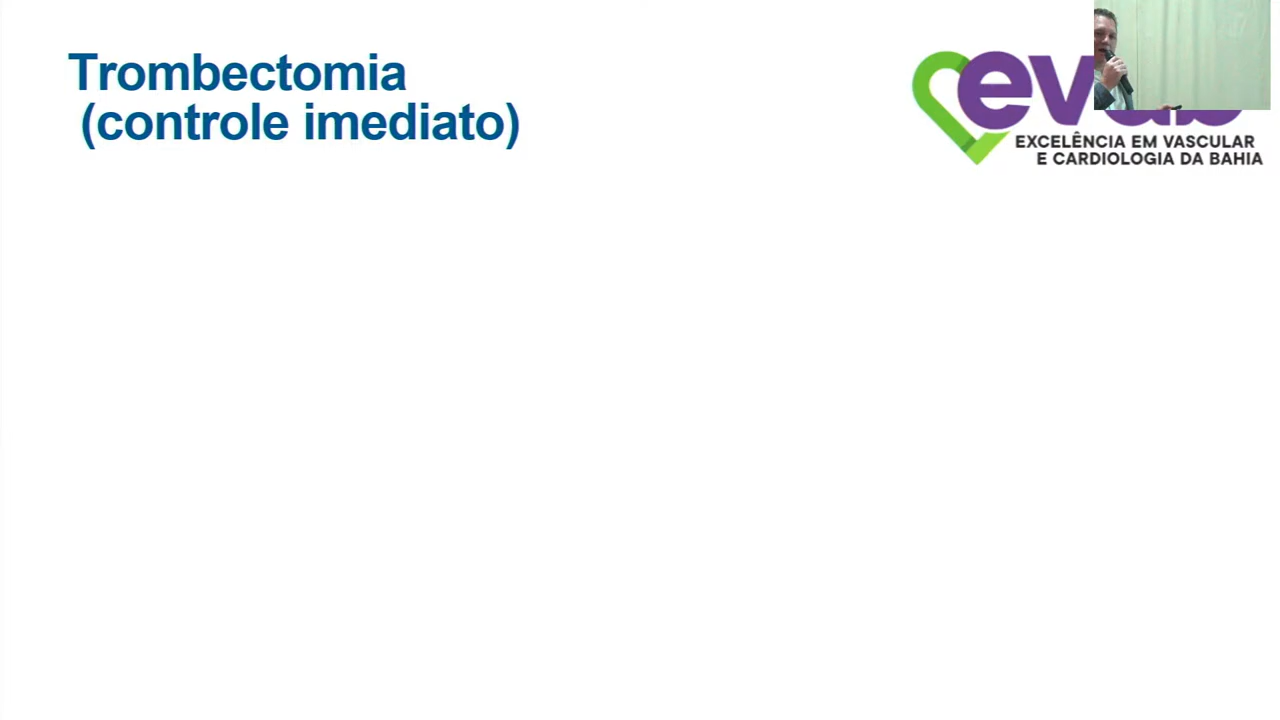 Trombectomia
(controle imediato)
EXCELÊNCIA EM VASCULAR
E CARDIOLOGIA DA BAHIA